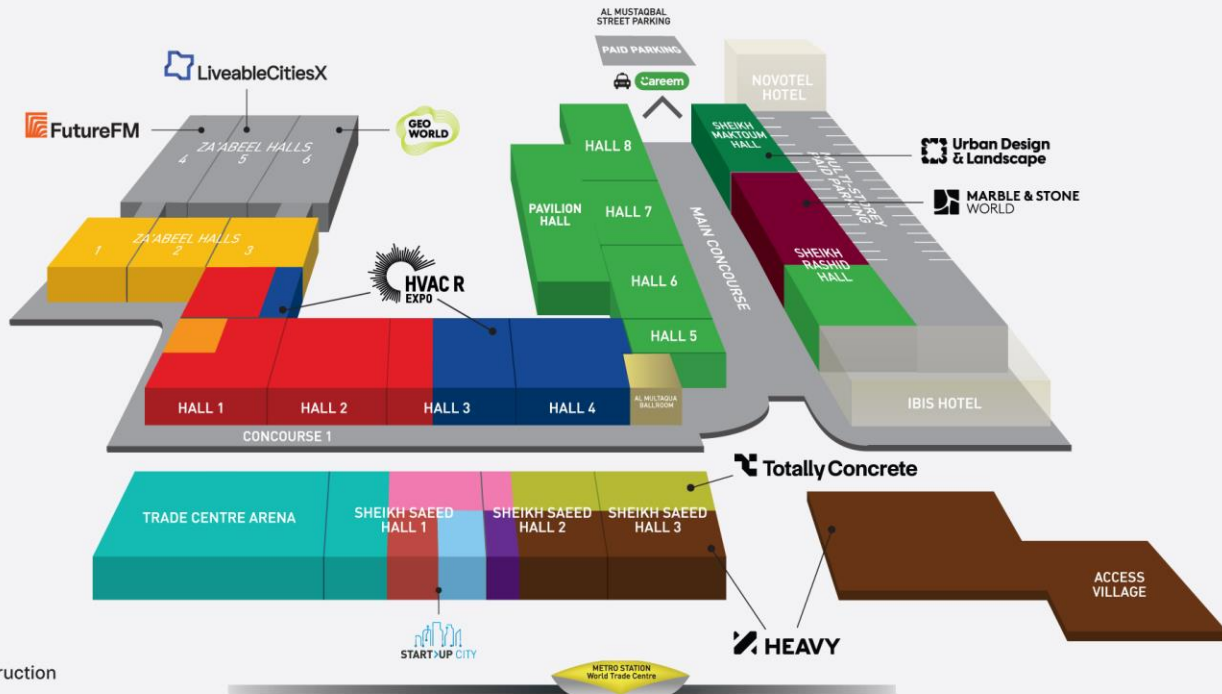 AL MUSTAQBAL
STREET PARKING
PAID PARKING
Careem
NOVOTEL
HOTEL
LiveableCitiesX
FutureFM
GEO
WORLD
ZA'ABEEL HALLS
4 5 6
ZA'ABEEL HALLS
1 2 3
HVAC R
EXPO
HALL 8
PAVILION
HALL
HALL 7
HALL 6
HALL 5
MAIN CONCOURSE
SHEIKH
MAKTOUM
HALL
MULTI-STOREY
PAID PARKING
Urban Design
& Landscape
MARBLE & STONE
WORLD
SHEIKH
RASHID
HALL
IBIS HOTEL
HALL 1
HALL 2
HALL 3
HALL 4
AL MULTAQUA
BALLROOM
CONCOURSE 1
Totally Concrete
TRADE CENTRE ARENA
SHEIKH SAEED
HALL 1
SHEIKH SAEED
HALL 2
SHEIKH SAEED
HALL 3
ACCESS
VILLAGE
START>UP CITY
HEAVY
METRO STATION
World Trade Centre
ruction